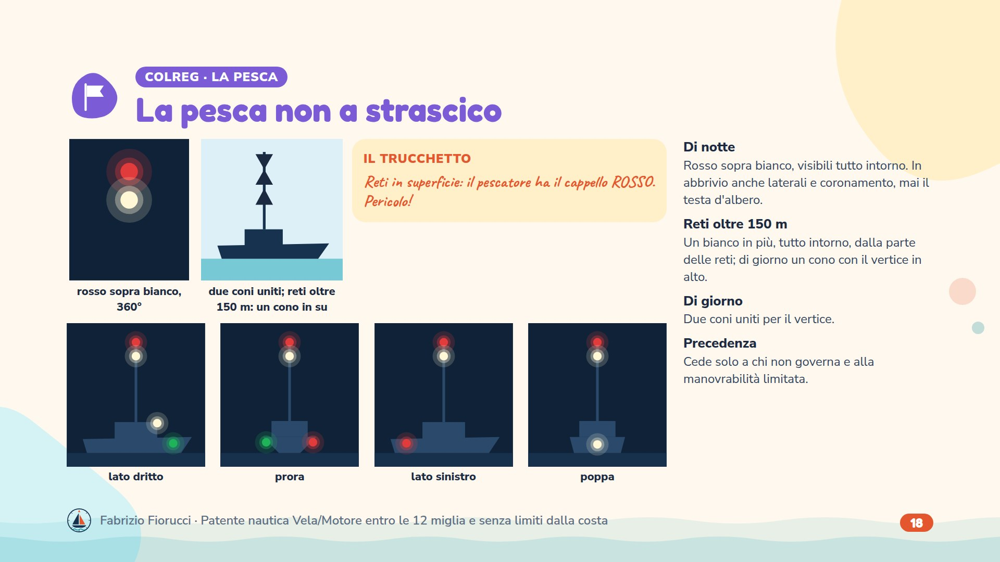 COLREG · LA PESCA
La pesca non a strascico
IL TRUCCHETTO
Reti in superficie: il pescatore ha il cappello ROSSO.
Pericolo!
rosso sopra bianco,
360°
due coni uniti; reti oltre
150 m: un cono in su
lato dritto
prora
lato sinistro
poppa
Di notte
Rosso sopra bianco, visibili tutto intorno. In
abbrivio anche laterali e coronamento, mai il
testa d'albero.
Reti oltre 150 m
Un bianco in più, tutto intorno, dalla parte
delle reti; di giorno un cono con il vertice in
alto.
Di giorno
Due coni uniti per il vertice.
Precedenza
Cede solo a chi non governa e alla
manovrabilità limitata.
Fabrizio Fiorucci · Patente nautica Vela/Motore entro le 12 miglia e senza limiti dalla costa
18